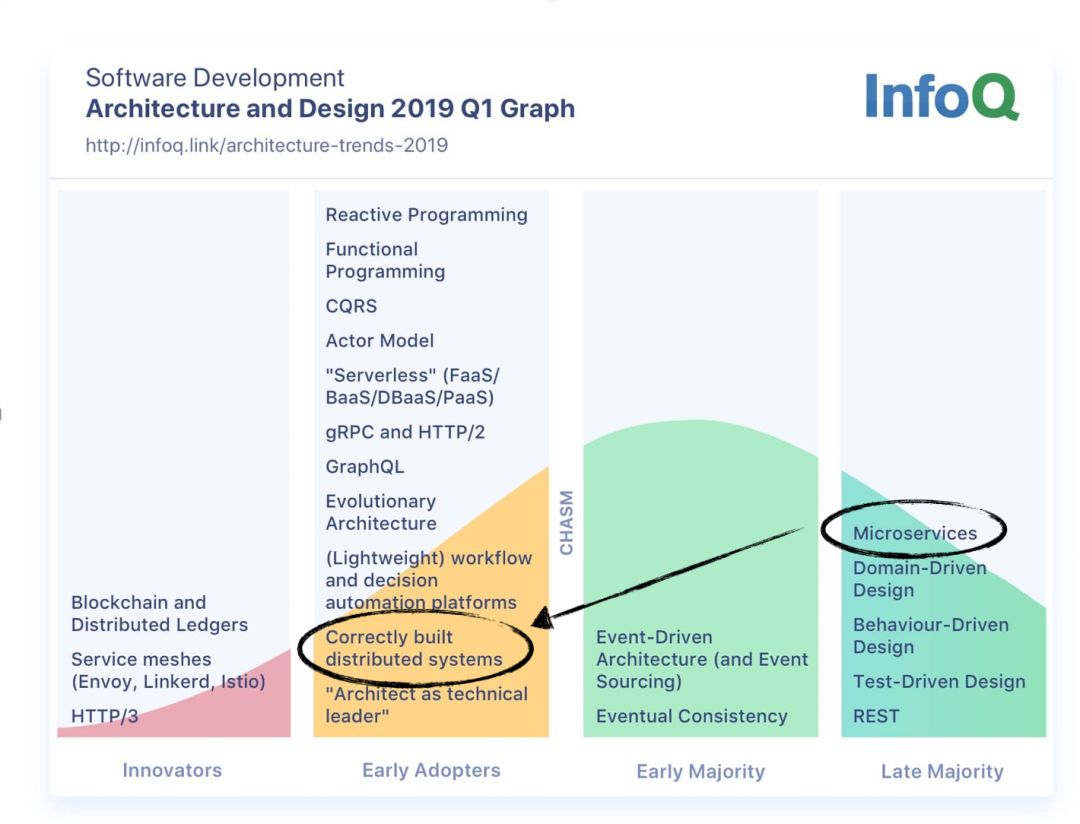 Software Development
Architecture and Design 2019 Q1 Graph
http://infoq.link/architecture-trends-2019
InfoQ
Blockchain and
Distributed Ledgers
Service meshes
(Envoy, Linkerd, Istio)
HTTP/3
Innovators
Reactive Programming
Functional
Programming
CQRS
Actor Model
"Serverless" (FaaS/
BaaS/DBaaS/PaaS)
gRPC and HTTP/2
GraphQL
Evolutionary
Architecture
(Lightweight) workflow
and decision
automation platforms
Correctly built
distributed systems
"Architect as technical
leader"
Early Adopters
CHASM
Event-Driven
Architecture (and Event
Sourcing)
Eventual Consistency
Early Majority
Microservices
Domain-Driven
Design
Behaviour-Driven
Design
Test-Driven Design
REST
Late Majority